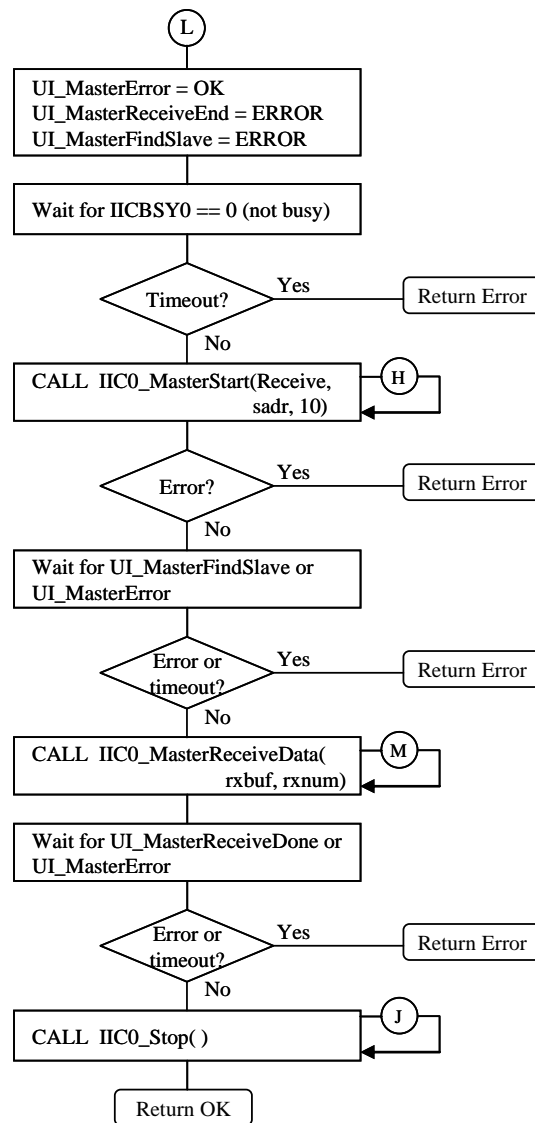 L
UI_MasterError = OK
UI_MasterReceiveEnd = ERROR
UI_MasterFindSlave = ERROR
Wait for IICBSY0 == 0 (not busy)
Timeout?
Yes
Return Error
No
CALL IIC0_MasterStart(Receive,
sadr, 10)
H
Error?
Yes
Return Error
No
Wait for UI_MasterFindSlave or
UI_MasterError
Error or
timeout?
Yes
Return Error
No
CALL IIC0_MasterReceiveData(
rxbuf, rxnum)
M
Wait for UI_MasterReceiveDone or
UI_MasterError
Error or
timeout?
Yes
Return Error
No
CALL IIC0_Stop( )
J
Return OK